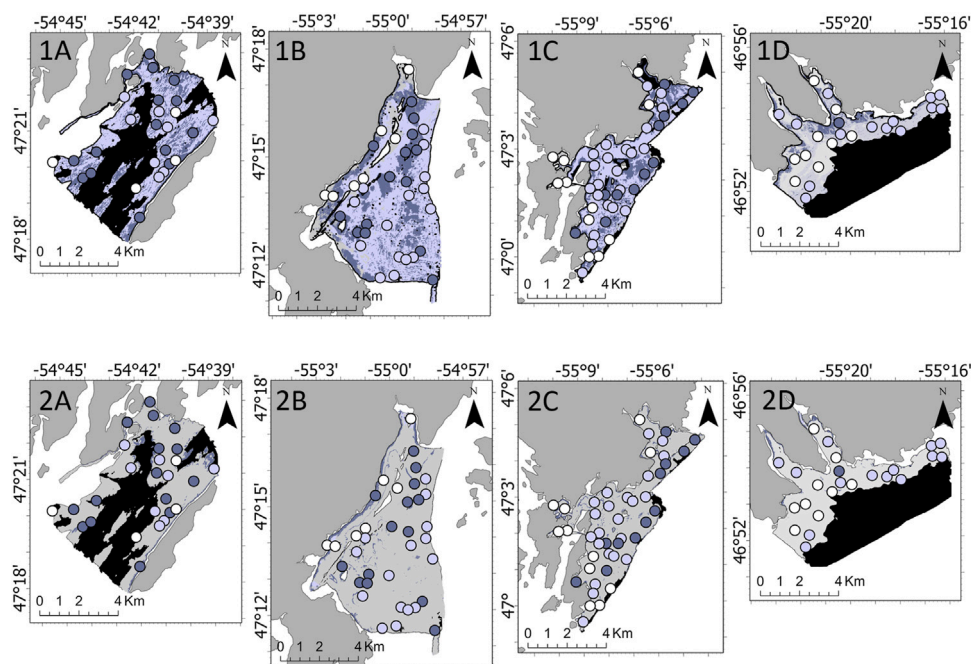 -54°45' -54°42' -54°39'
1A
N
47°21'
47°18'
0 1 2 4 Km
-55°3' -55°0' -54°57'
1B
N
47°18'
47°15'
47°12'
0 1 2 4 Km
-55°9' -55°6'
1C
N
47°6'
47°3'
47°0'
0 1 2 4 Km
-55°20' -55°16'
1D
N
46°56'
46°52'
0 1 2 4 Km
-54°45' -54°42' -54°39'
2A
N
47°21'
47°18'
0 1 2 4 Km
-55°3' -55°0' -54°57'
2B
N
47°18'
47°15'
47°12'
0 1 2 4 Km
-55°9' -55°6'
2C
N
47°6'
47°3'
47°
0 1 2 4 Km
-55°20' -55°16'
2D
N
46°56'
46°52'
0 1 2 4 Km